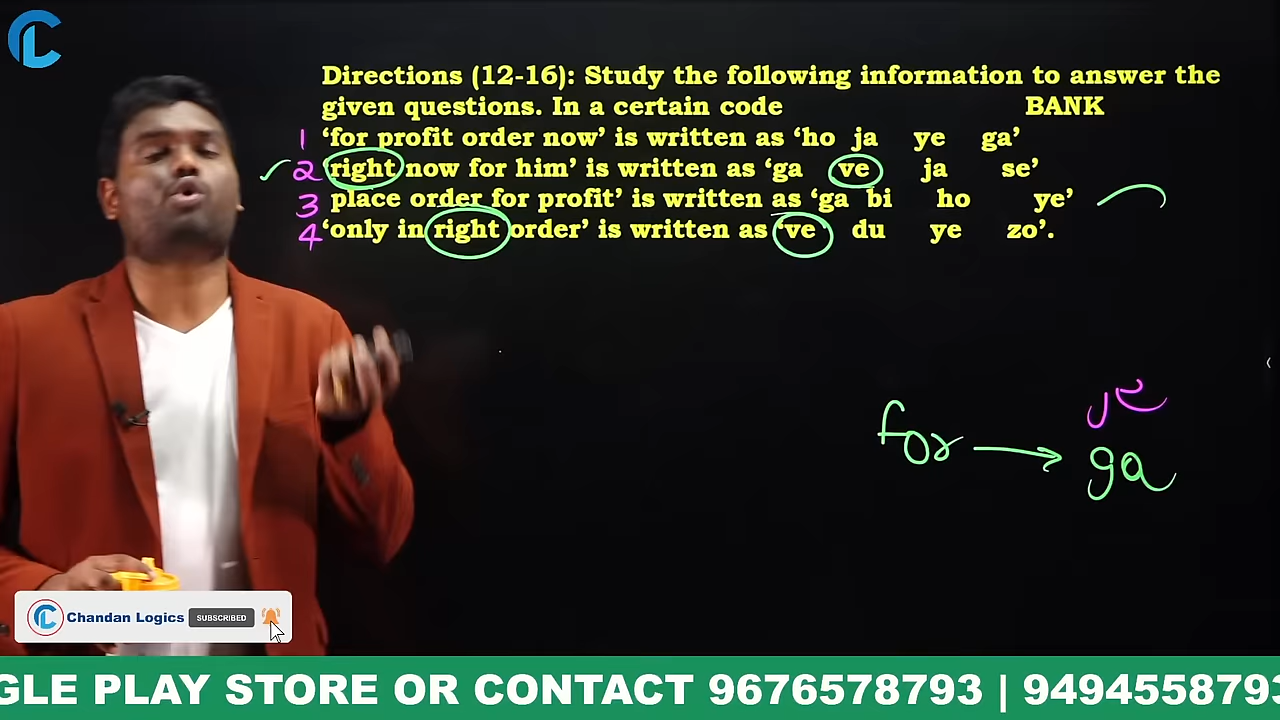 Directions (12-16): Study the following information to answer the
given questions. In a certain code BANK
1 ‘for profit order now’ is written as ‘ho ja ye ga’
2 ‘right now for him’ is written as ‘ga ve ja se’
3 place order for profit’ is written as ‘ga bi ho ye’
4 ‘only in right order’ is written as ‘ve du ye zo’.
ve
for → ga
Chandan Logics SUBSCRIBED
GLE PLAY STORE OR CONTACT 9676578793 | 949455879